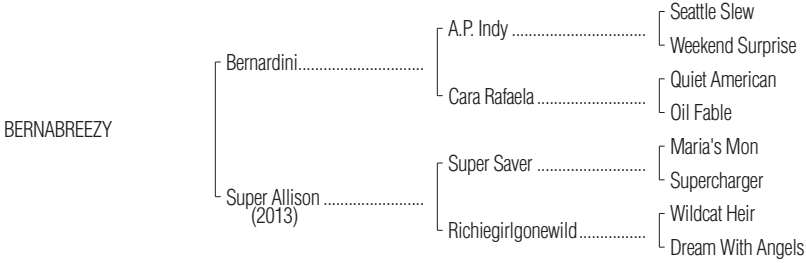 Seattle Slew
A.P. Indy ..............................
Weekend Surprise
Bernardini............................
Quiet American
Cara Rafaela ........................
Oil Fable
BERNABREEZY
Maria's Mon
Super Saver ........................
Supercharger
Super Allison ......................
(2013)
Wildcat Heir
Richiegirlgonewild...............
Dream With Angels